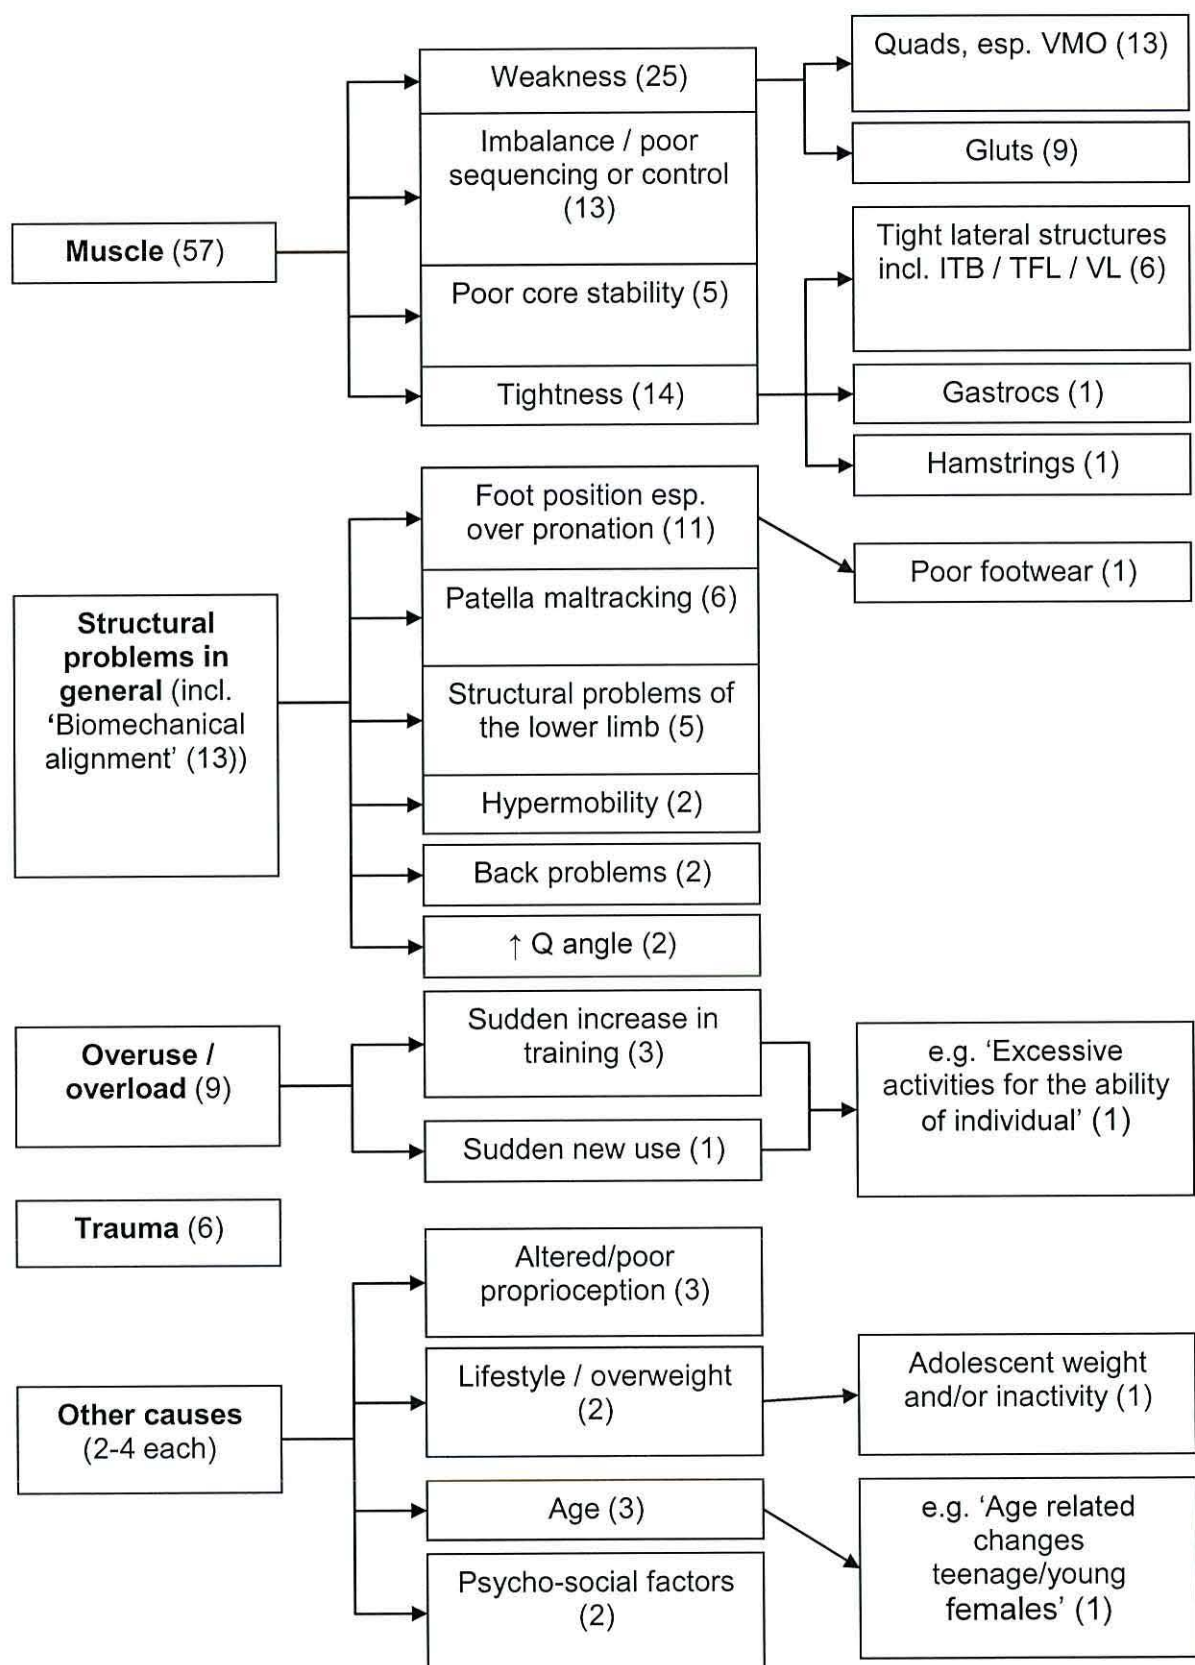 Muscle (57)
Weakness (25)
Imbalance / poor
sequencing or control
(13)
Poor core stability (5)
Tightness (14)
Quads, esp. VMO (13)
Gluts (9)
Tight lateral structures
incl. ITB / TFL / VL (6)
Gastrocs (1)
Hamstrings (1)
Structural
problems in
general (incl.
‘Biomechanical
alignment’ (13))
Foot position esp.
over pronation (11)
Patella maltracking (6)
Structural problems of
the lower limb (5)
Hypermobility (2)
Back problems (2)
↑ Q angle (2)
Poor footwear (1)
Overuse /
overload (9)
Sudden increase in
training (3)
Sudden new use (1)
e.g. ‘Excessive
activities for the ability
of individual’ (1)
Trauma (6)
Other causes
(2-4 each)
Altered/poor
proprioception (3)
Lifestyle / overweight
(2)
Age (3)
Psycho-social factors
(2)
Adolescent weight
and/or inactivity (1)
e.g. ‘Age related
changes
teenage/young
females’ (1)